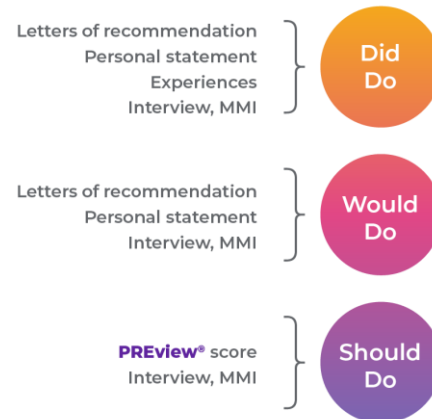 Letters of recommendation
Personal statement
Experiences
Interview, MMI
Did
Do
Letters of recommendation
Personal statement
Interview, MMI
Would
Do
PREview® score
Interview, MMI
Should
Do